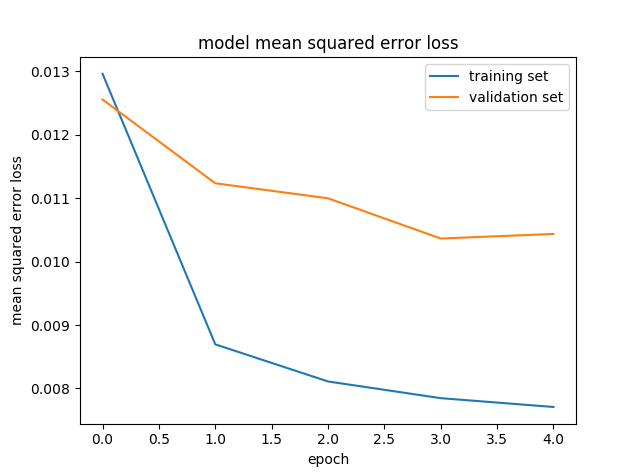 model mean squared error loss
training set
validation set
mean squared error loss
0.013
0.012
0.011
0.010
0.009
0.008
0.0 0.5 1.0 1.5 2.0 2.5 3.0 3.5 4.0
epoch